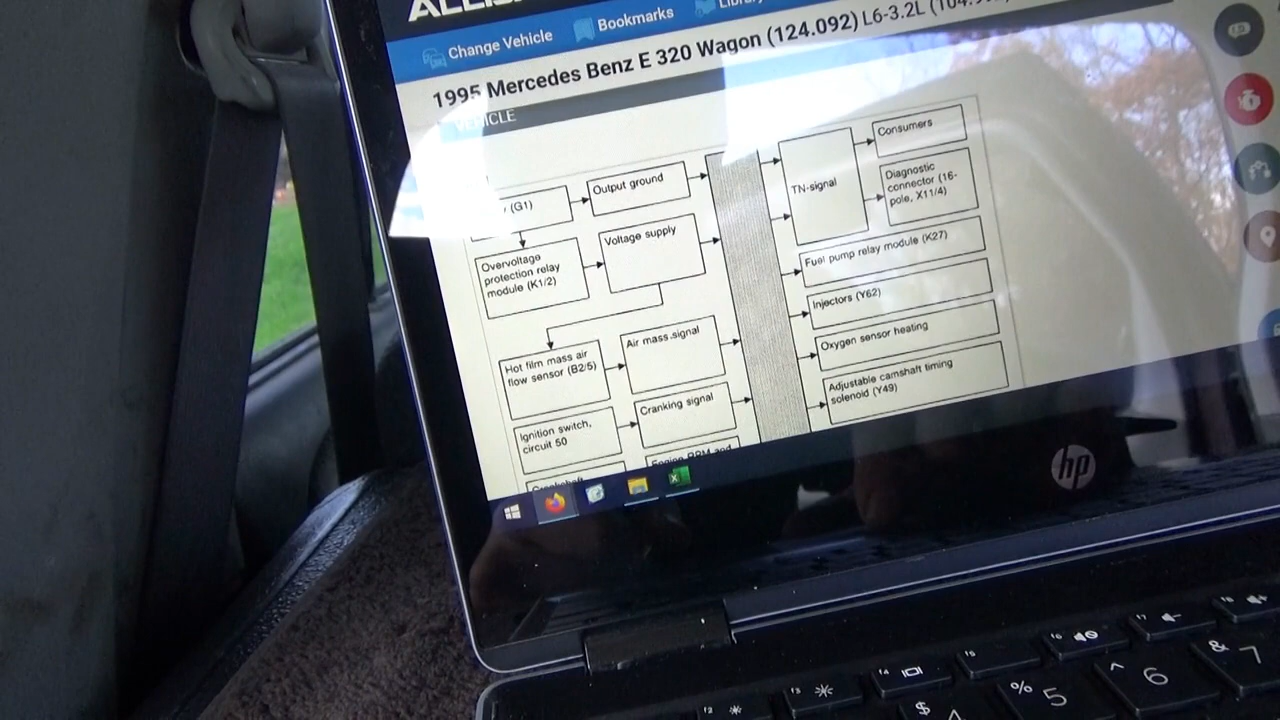 Change Vehicle
Bookmarks
1995 Mercedes Benz E 320 Wagon (124.092) L6-3.2L
VEHICLE
(G1)
Output ground
Overvoltage
protection relay
module (K1/2)
Voltage supply
Hot film mass air
flow sensor (B2/5)
Air mass signal
Ignition switch,
circuit 50
Cranking signal
Engine RPM and
TN-signal
Consumers
Diagnostic
connector (16-
pole, X11/4)
Fuel pump relay module (K27)
Injectors (Y62)
Oxygen sensor heating
Adjustable camshaft timing
solenoid (Y49)
hp
% 5
^ 6
& 7
$